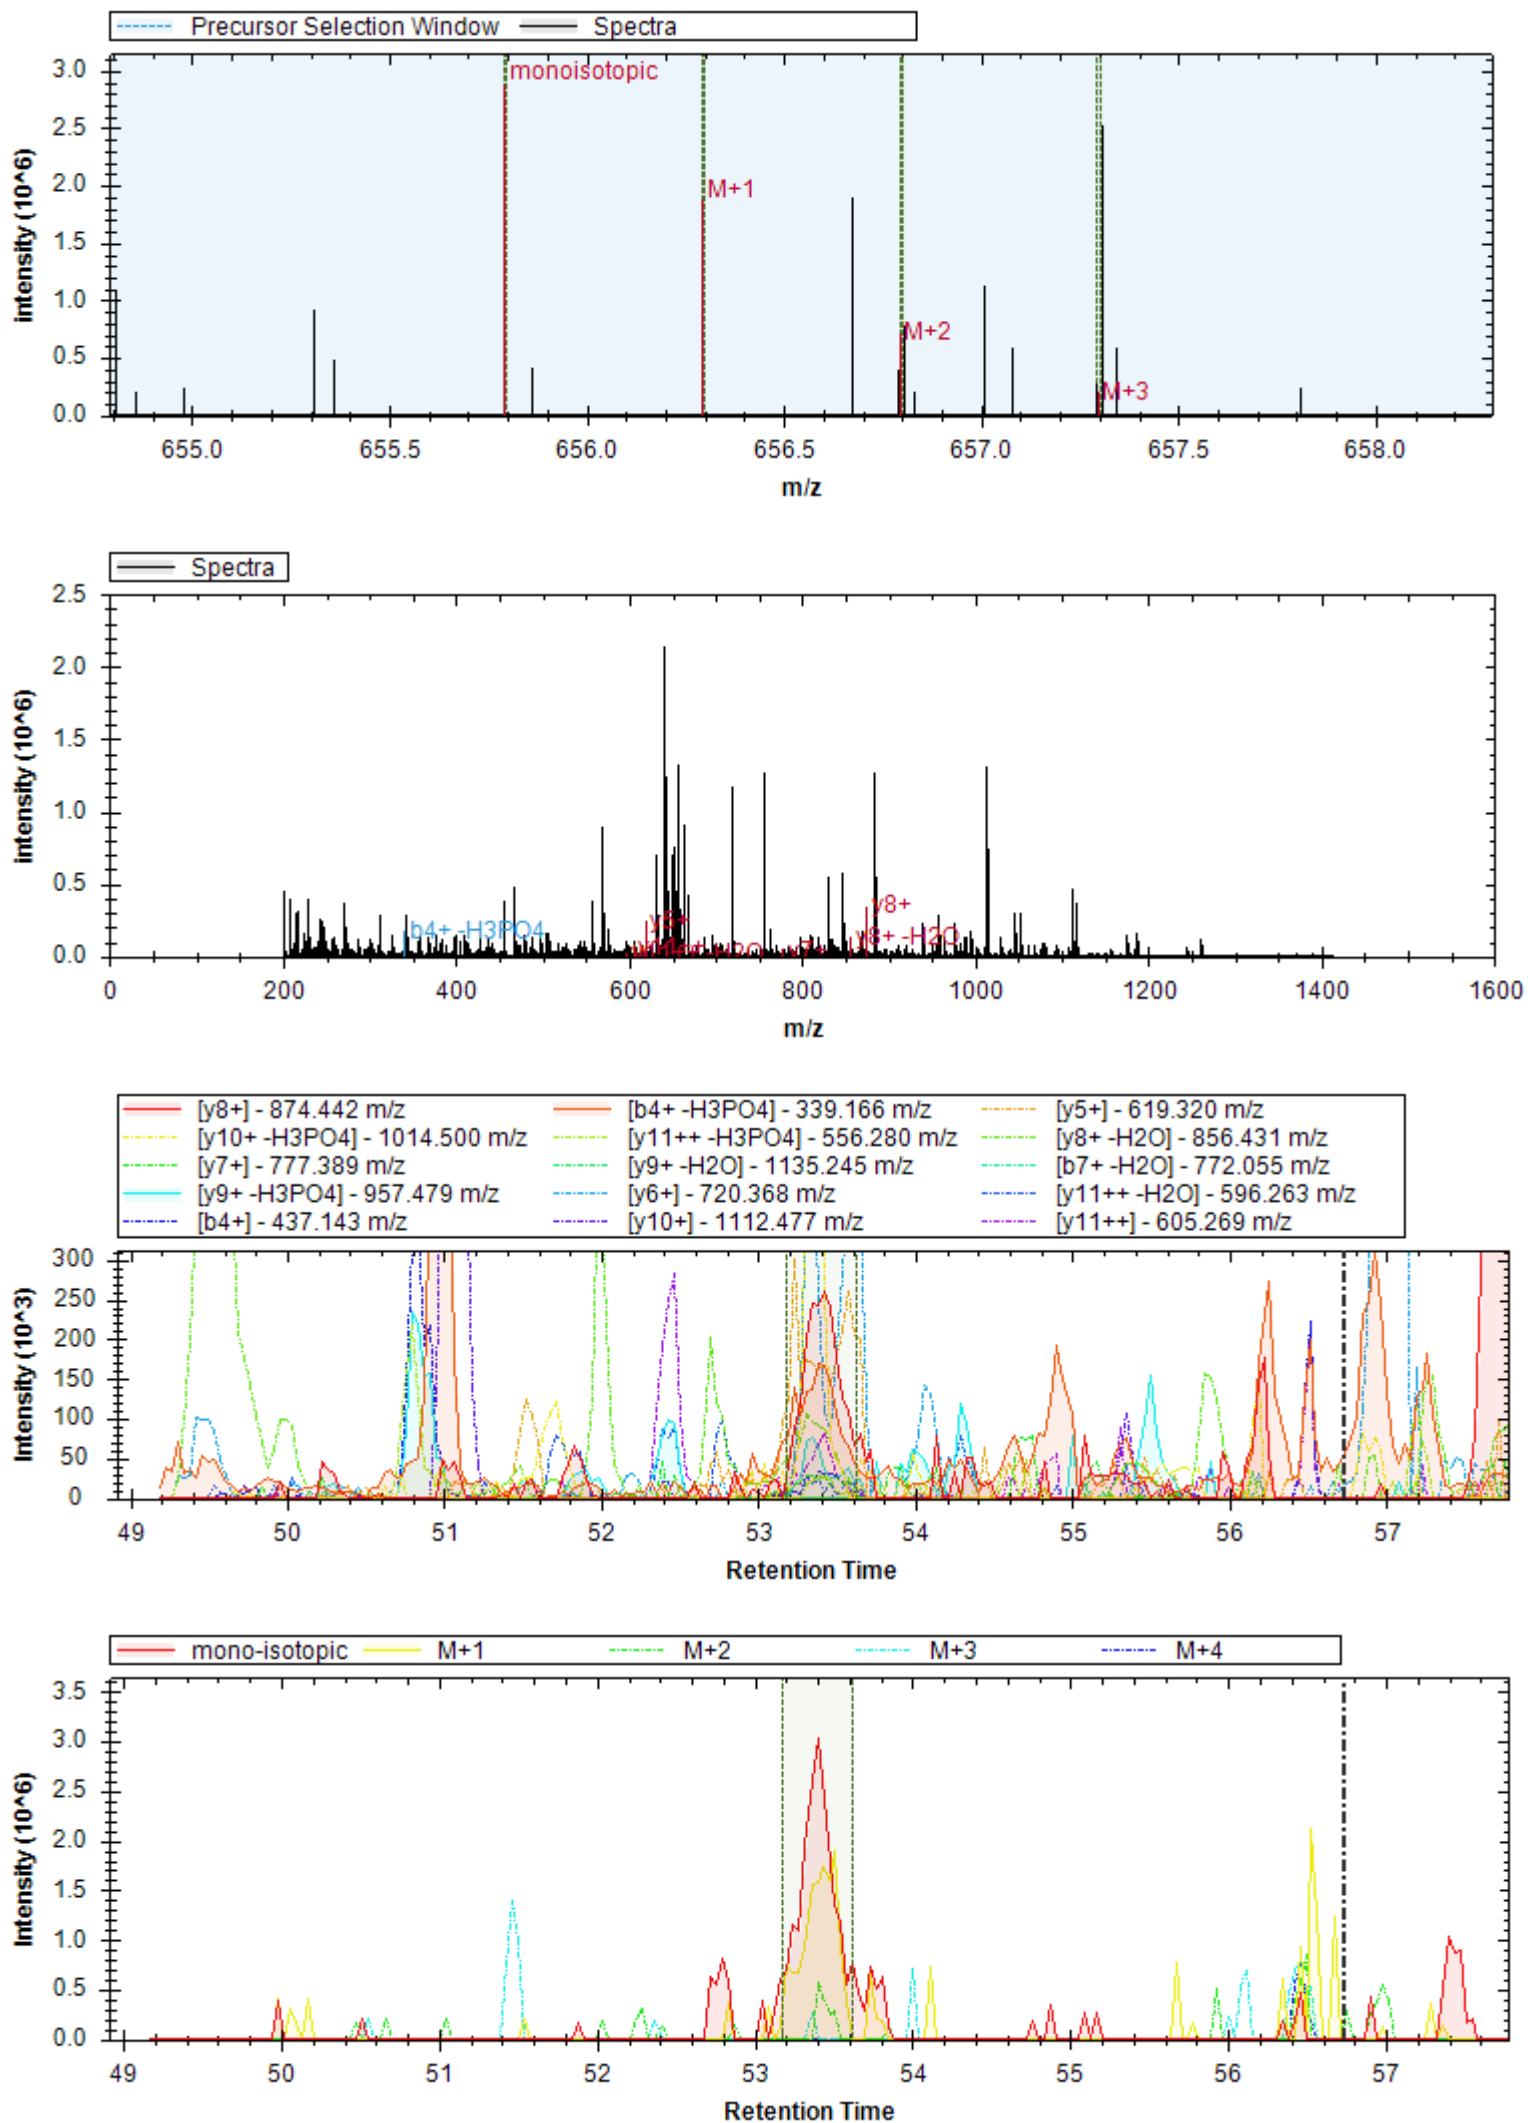 Precursor Selection Window Spectra
3.0
2.5
2.0
1.5
1.0
0.5
0.0
monoisotopic
M+1
M+2
M+3
intensity (10^6)
655.0 655.5 656.0 656.5 657.0 657.5 658.0
m/z
Spectra
2.5
2.0
1.5
1.0
0.5
0.0
intensity (10^6)
b4+ -H3PO4
y5+
y8+
y8+ -H2O
y7+
0 200 400 600 800 1000 1200 1400 1600
m/z
[y8+] - 874.442 m/z [b4+ -H3PO4] - 339.166 m/z [y5+] - 619.320 m/z
[y10+ -H3PO4] - 1014.500 m/z [y11++ -H3PO4] - 556.280 m/z [y8+ -H2O] - 856.431 m/z
[y7+] - 777.389 m/z [y9+ -H2O] - 1135.245 m/z [b7+ -H2O] - 772.055 m/z
[y9+ -H3PO4] - 957.479 m/z [y6+] - 720.368 m/z [y11++ -H2O] - 596.263 m/z
[b4+] - 437.143 m/z [y10+] - 1112.477 m/z [y11++] - 605.269 m/z
300
250
200
150
100
50
0
Intensity (10^3)
49 50 51 52 53 54 55 56 57
Retention Time
mono-isotopic M+1 M+2 M+3 M+4
3.5
3.0
2.5
2.0
1.5
1.0
0.5
0.0
Intensity (10^6)
49 50 51 52 53 54 55 56 57
Retention Time